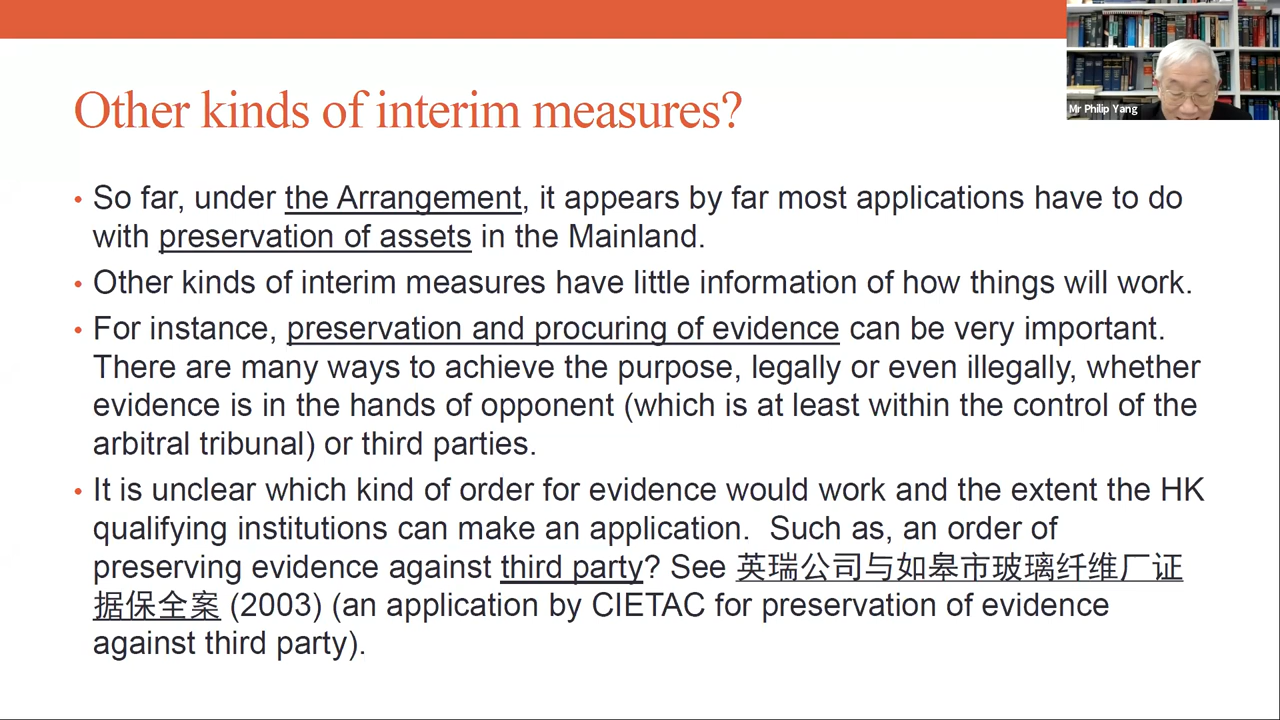 Mr Philip Yang
Other kinds of interim measures?
• So far, under the Arrangement, it appears by far most applications have to do
with preservation of assets in the Mainland.
• Other kinds of interim measures have little information of how things will work.
• For instance, preservation and procuring of evidence can be very important.
There are many ways to achieve the purpose, legally or even illegally, whether
evidence is in the hands of opponent (which is at least within the control of the
arbitral tribunal) or third parties.
• It is unclear which kind of order for evidence would work and the extent the HK
qualifying institutions can make an application.  Such as, an order of
preserving evidence against third party? See 英瑞公司与如皋市玻璃纤维厂证
据保全案 (2003) (an application by CIETAC for preservation of evidence
against third party).